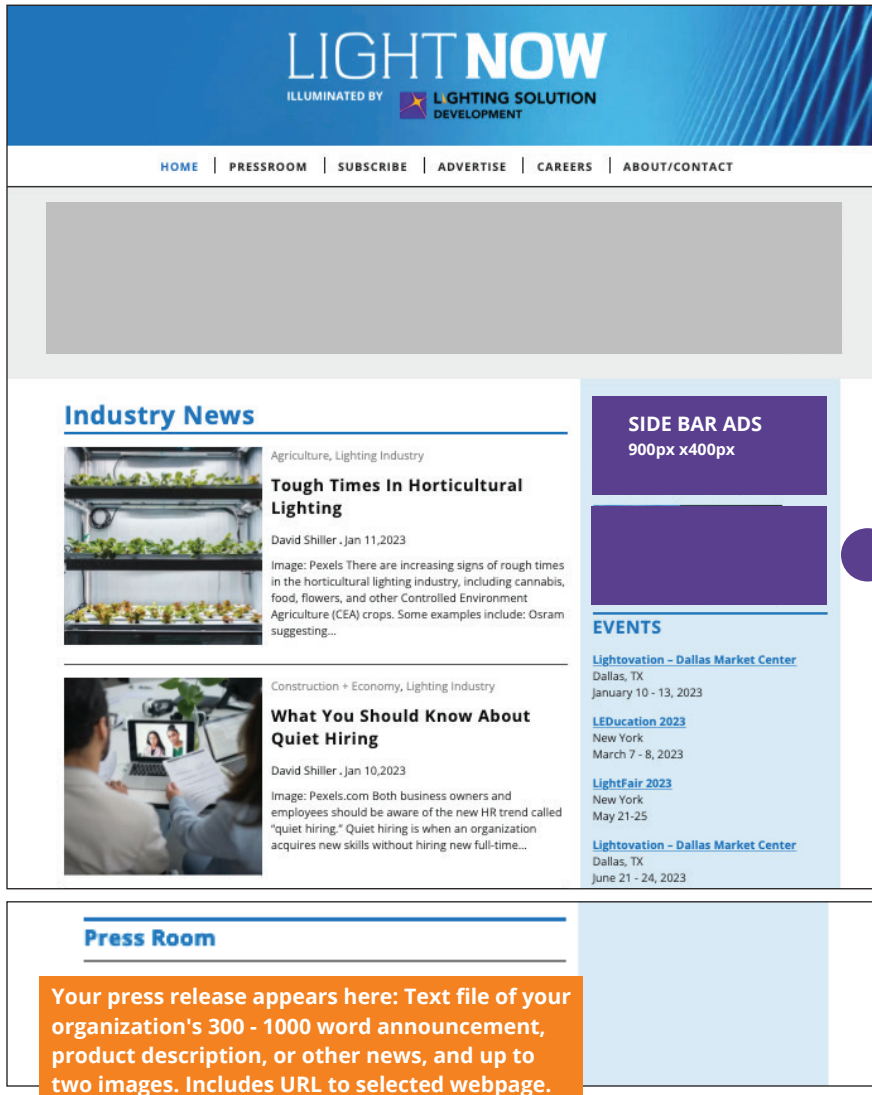 LIGHTNOW
ILLUMINATED BY LIGHTING SOLUTION
DEVELOPMENT
HOME | PRESSROOM | SUBSCRIBE | ADVERTISE | CAREERS | ABOUT/CONTACT
Industry News
Agriculture, Lighting Industry
Tough Times In Horticultural
Lighting
David Shiller . Jan 11,2023
Image: Pexels There are increasing signs of rough times
in the horticultural lighting industry, including cannabis,
food, flowers, and other Controlled Environment
Agriculture (CEA) crops. Some examples include: Osram
suggesting...
Construction + Economy, Lighting Industry
What You Should Know About
Quiet Hiring
David Shiller . Jan 10,2023
Image: Pexels.com Both business owners and
employees should be aware of the new HR trend called
"quiet hiring." Quiet hiring is when an organization
acquires new skills without hiring new full-time...
SIDE BAR ADS
900px x400px
EVENTS
Lightovation – Dallas Market Center
Dallas, TX
January 10 - 13, 2023
LEDucation 2023
New York
March 7 - 8, 2023
LightFair 2023
New York
May 21-25
Lightovation – Dallas Market Center
Dallas, TX
June 21 - 24, 2023
Press Room
Your press release appears here: Text file of your
organization's 300 - 1000 word announcement,
product description, or other news, and up to
two images. Includes URL to selected webpage.